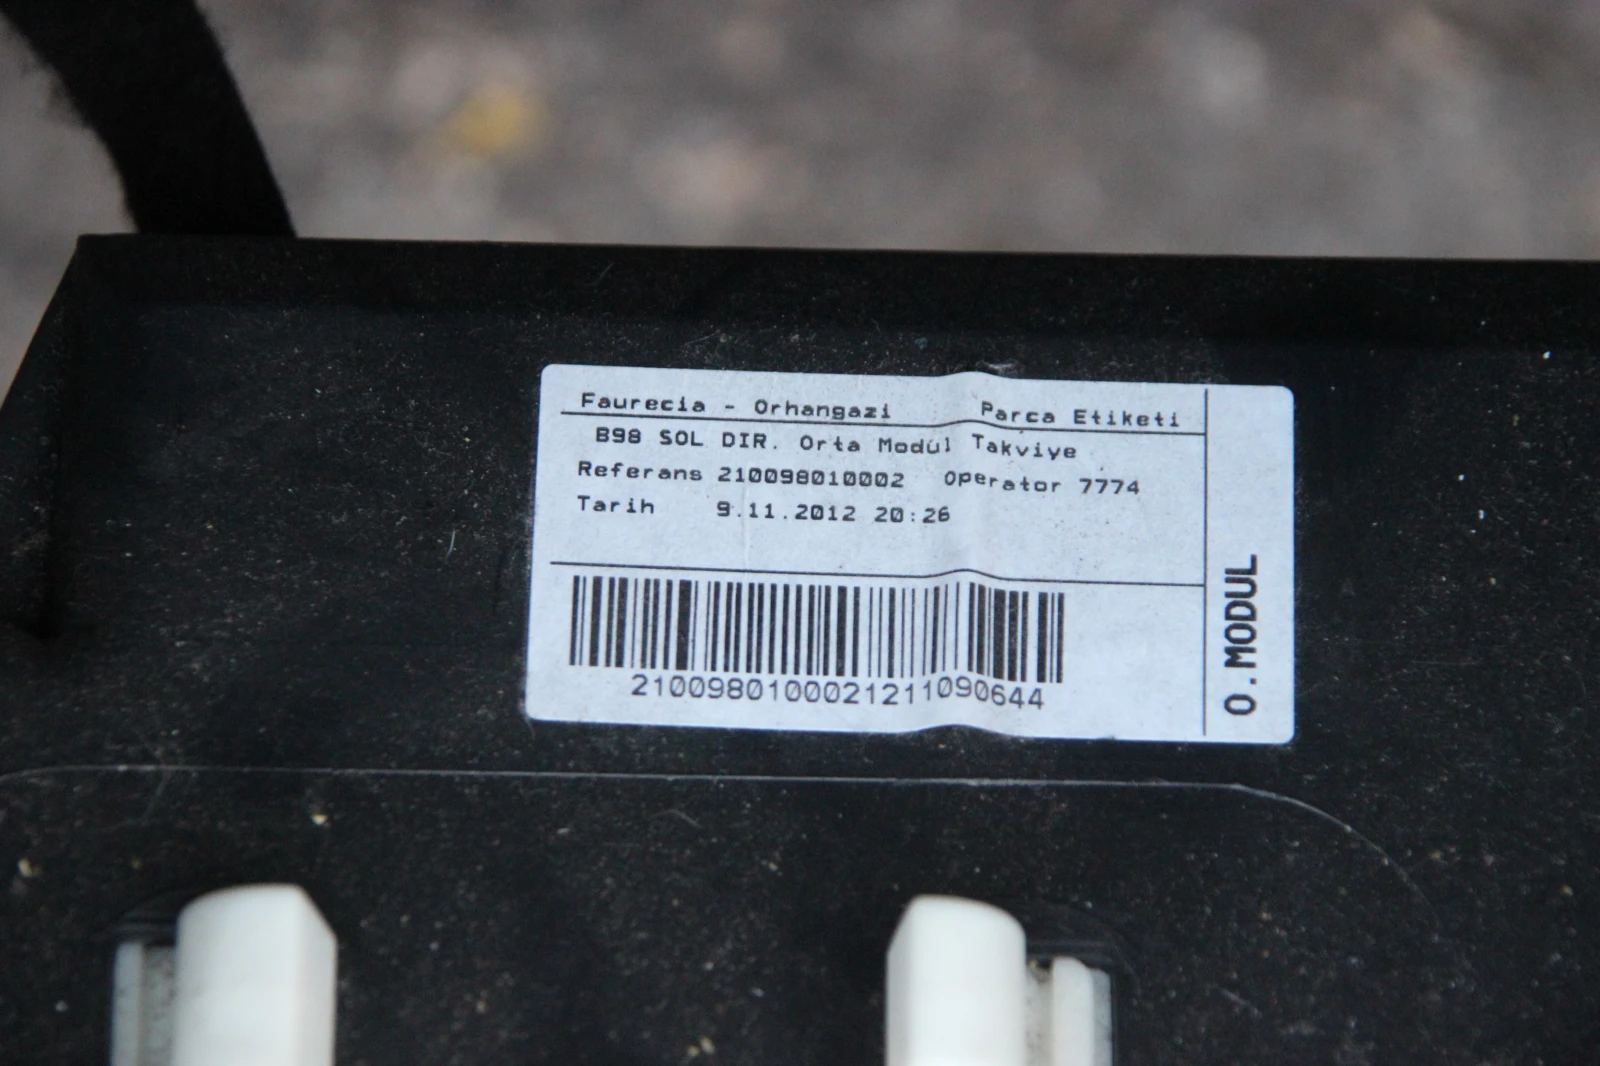 Faurecia - Orhangazi Parca Etiketi
B98 SOL DIR. Orta Modül Takviye
Referans 210098010002 Operator 7774
Tarih 9.11.2012 20:26
2100980100021211090644
O.MODUL